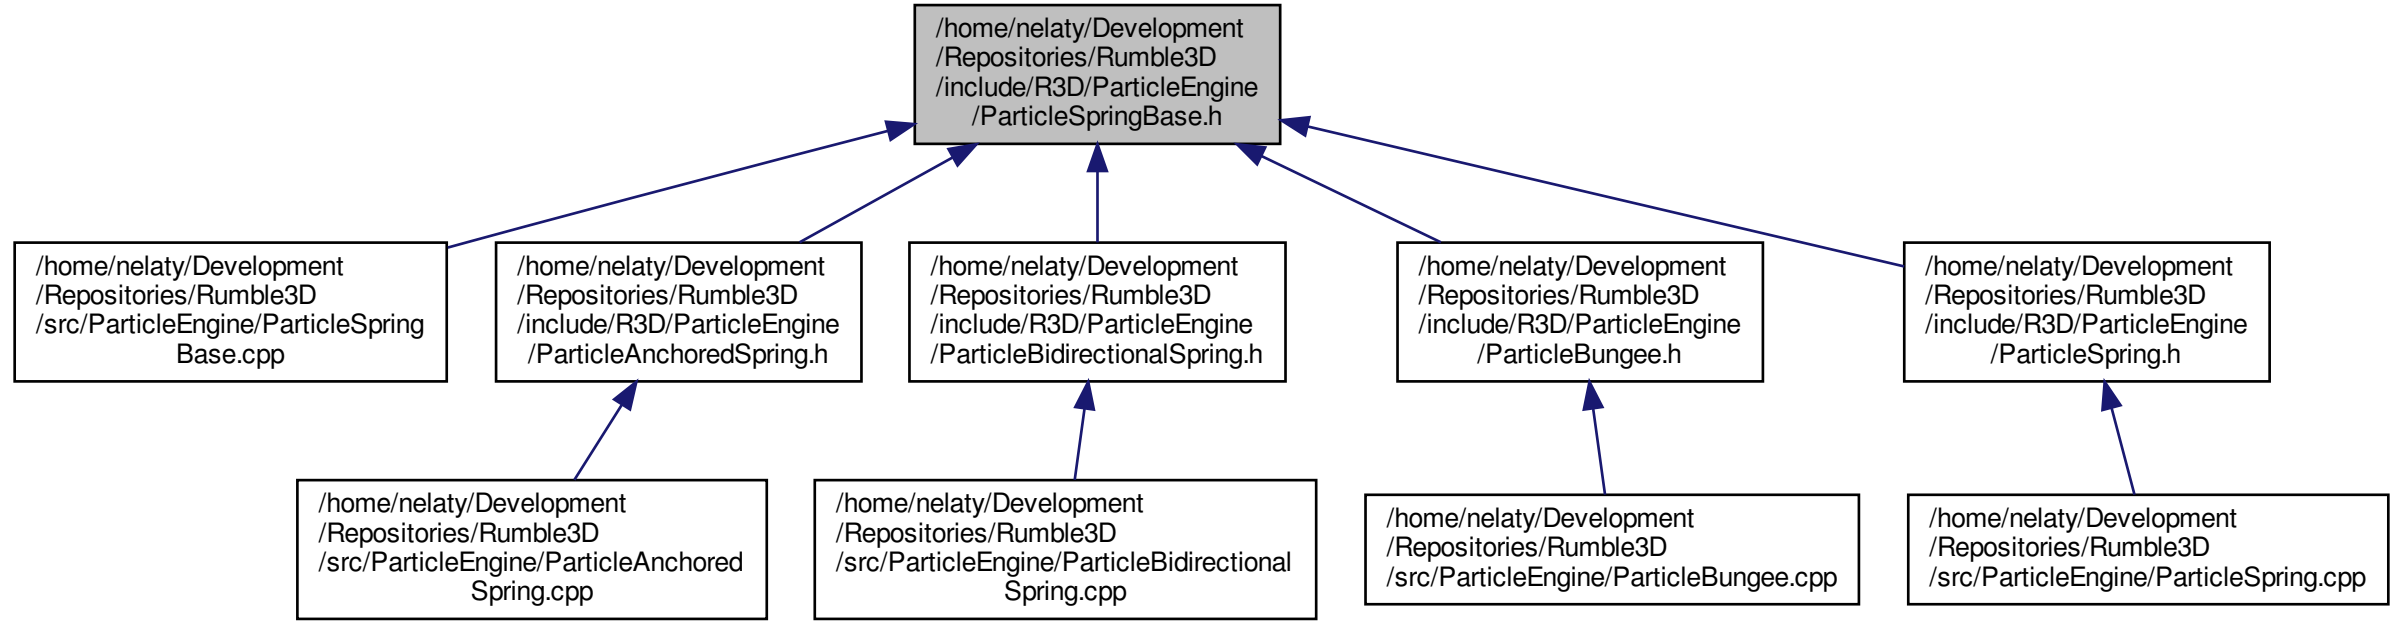 /home/nelaty/Development
/Repositories/Rumble3D
/include/R3D/ParticleEngine
/ParticleSpringBase.h
/home/nelaty/Development
/Repositories/Rumble3D
/src/ParticleEngine/ParticleSpring
Base.cpp
/home/nelaty/Development
/Repositories/Rumble3D
/include/R3D/ParticleEngine
/ParticleAnchoredSpring.h
/home/nelaty/Development
/Repositories/Rumble3D
/include/R3D/ParticleEngine
/ParticleBidirectionalSpring.h
/home/nelaty/Development
/Repositories/Rumble3D
/include/R3D/ParticleEngine
/ParticleBungee.h
/home/nelaty/Development
/Repositories/Rumble3D
/include/R3D/ParticleEngine
/ParticleSpring.h
/home/nelaty/Development
/Repositories/Rumble3D
/src/ParticleEngine/ParticleAnchored
Spring.cpp
/home/nelaty/Development
/Repositories/Rumble3D
/src/ParticleEngine/ParticleBidirectional
Spring.cpp
/home/nelaty/Development
/Repositories/Rumble3D
/src/ParticleEngine/ParticleBungee.cpp
/home/nelaty/Development
/Repositories/Rumble3D
/src/ParticleEngine/ParticleSpring.cpp